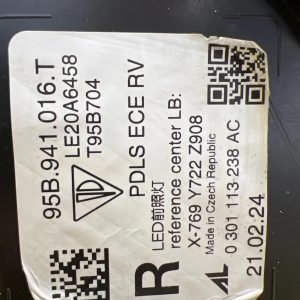 95B.941.016.T
LE20A6458
T95B704
PDLS ECE RV
R
LED前照灯
reference center LB:
X-769 Y722 Z908
Made in Czech Republic
0 301 113-238 AC
AL
21.02.24